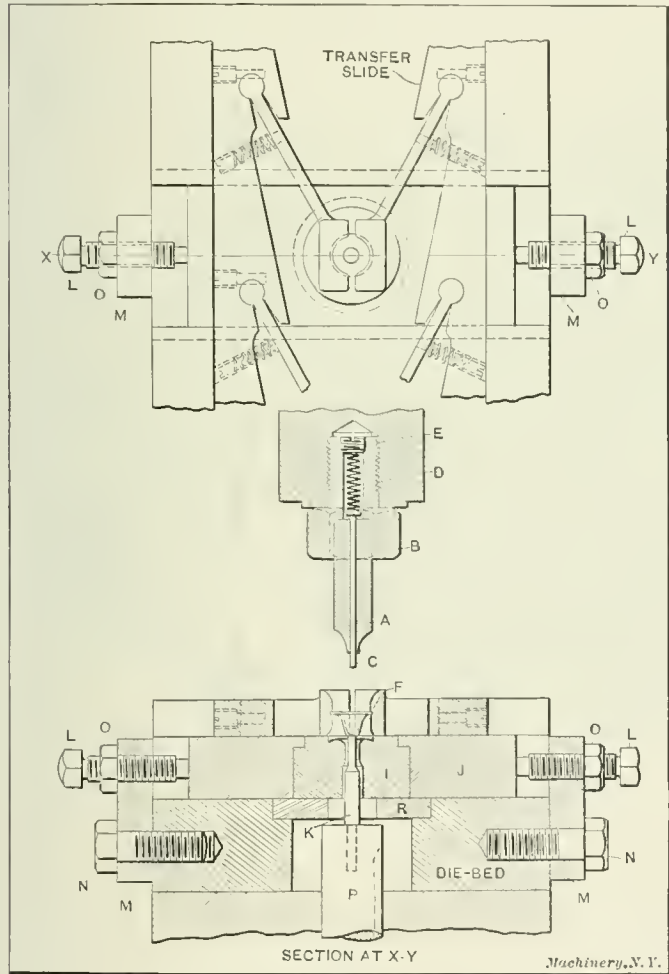 TRANSFER
SLIDE
X
L
O
M
L
Y
O
M
E
D
B
A
C
F
L
O
I
J
O
L
R
K
N
M
P
DIE-BED
N
M
SECTION AT X-Y
Machinery, N.Y.